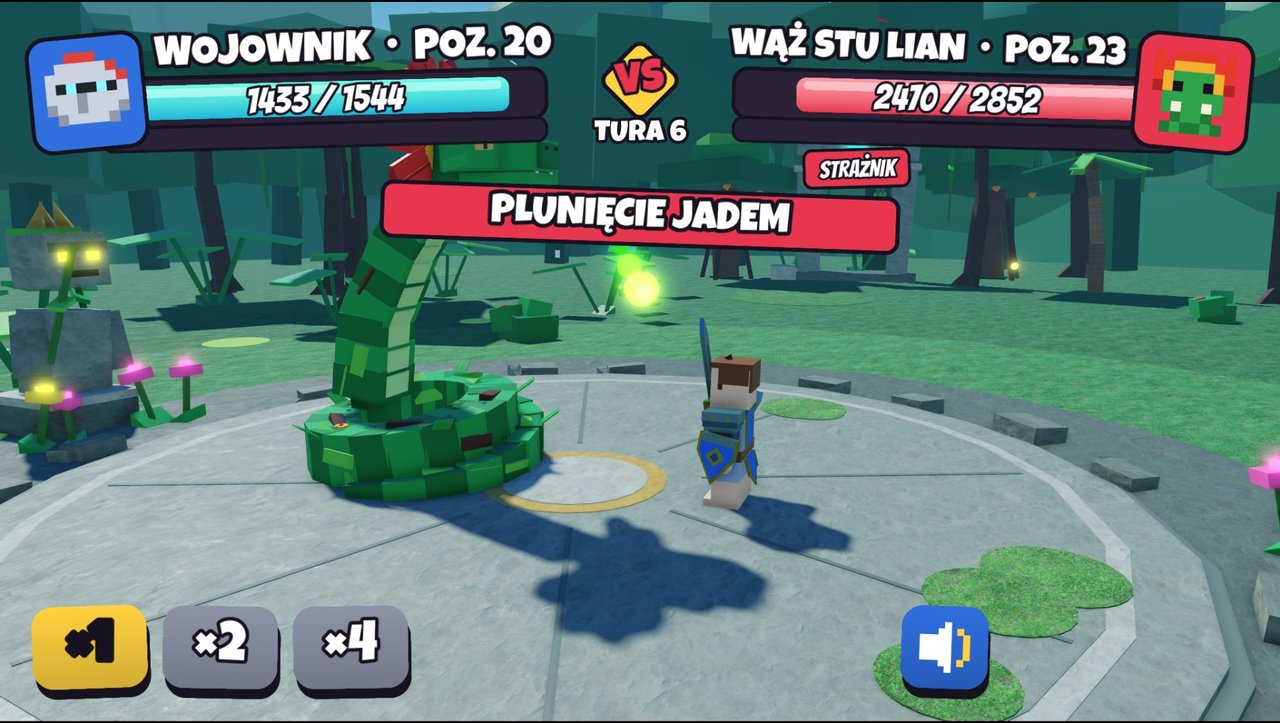 WOJOWNIK • POZ. 20
1433 / 1544
VS
TURA 6
WĄŻ STU LIAN • POZ. 23
2470 / 2852
STRAŻNIK
PLUNIĘCIE JADEM
×1
×2
×4